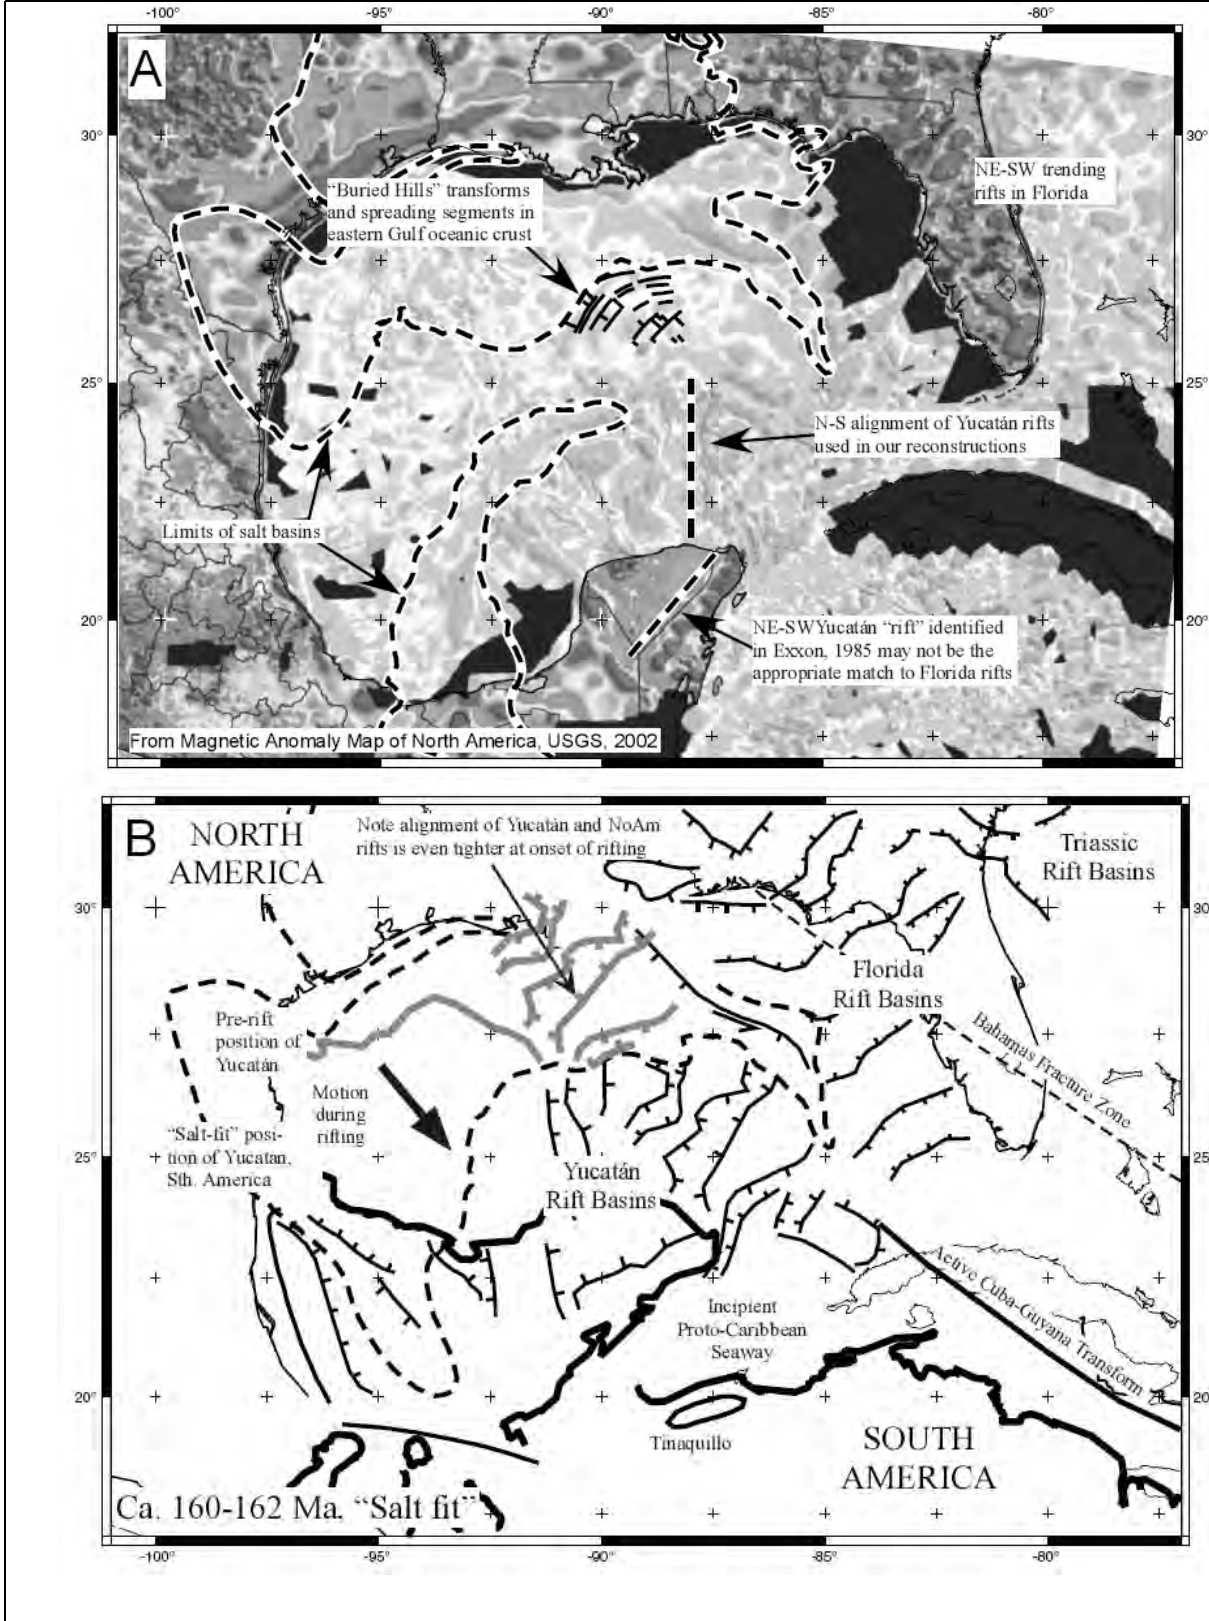 -100°
-95°
-90°
-85°
-80°
A
30°
30°
NE-SW trending
rifts in Florida
"Buried Hills" transforms
and spreading segments in
eastern Gulf oceanic crust
25°
25°
N-S alignment of Yucatán rifts
used in our reconstructions
Limits of salt basins
20°
20°
NE-SWYucatán "rift" identified
in Exxon, 1985 may not be the
appropriate match to Florida rifts
From Magnetic Anomaly Map of North America, USGS, 2002
B
NORTH
AMERICA
Note alignment of Yucatán and NoAm
rifts is even tighter at onset of rifting
Triassic
Rift Basins
30°
30°
Florida
Rift Basins
Pre-rift
position of
Yucatán
Bahamas Fracture Zone
Motion
during
rifting
"Salt-fit" posi-
tion of Yucatan,
Sth. America
25°
25°
Yucatán
Rift Basins
Active Cuba-Guyana Transform
Incipient
Proto-Caribbean
Seaway
20°
20°
Tinaquillo
SOUTH
AMERICA
Ca. 160-162 Ma, "Salt fit"
-100°
-95°
-90°
-85°
-80°